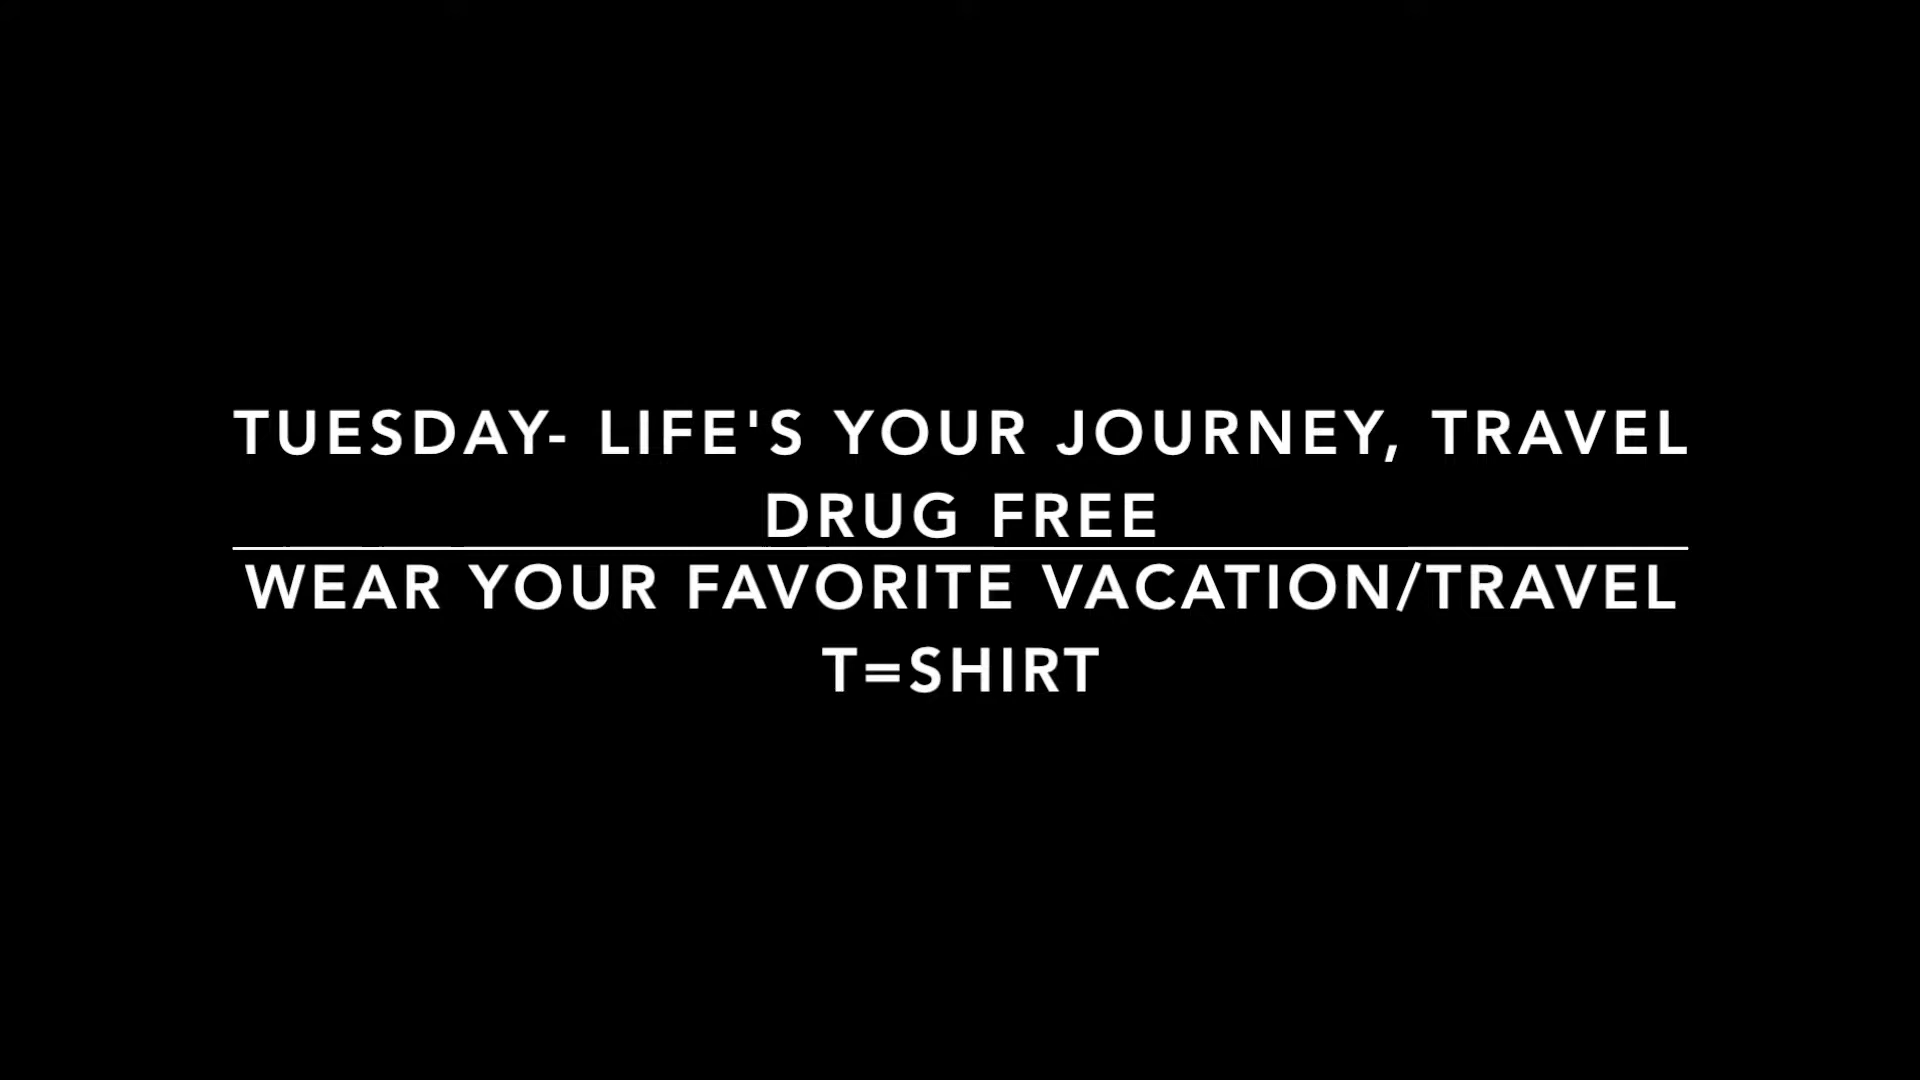 TUESDAY- LIFE'S YOUR JOURNEY, TRAVEL
DRUG FREE
WEAR YOUR FAVORITE VACATION/TRAVEL
T=SHIRT